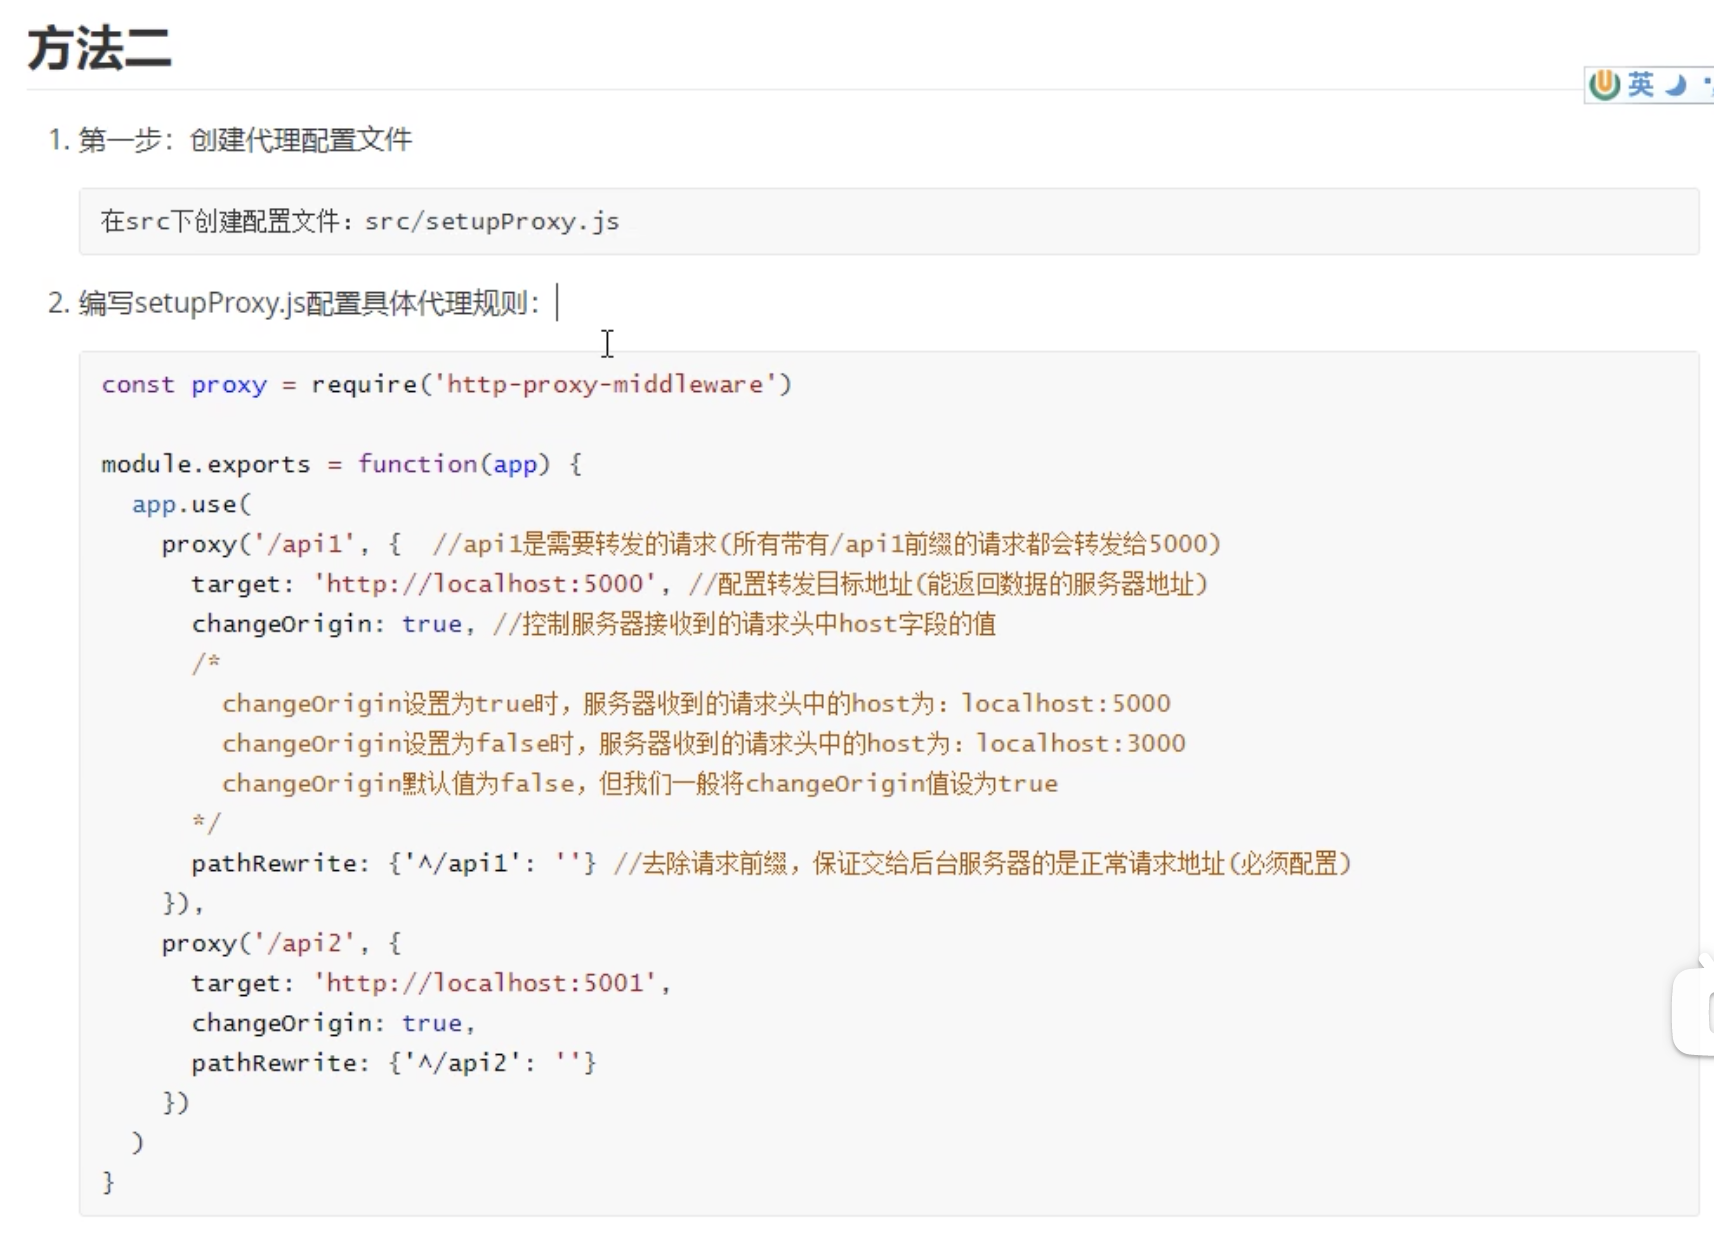 方法二
英
1. 第一步：创建代理配置文件
在src下创建配置文件：src/setupProxy.js
2. 编写setupProxy.js配置具体代理规则：
const proxy = require('http-proxy-middleware')
module.exports = function(app) {
  app.use(
    proxy('/api1', {  //api1是需要转发的请求(所有带有/api1前缀的请求都会转发给5000)
      target: 'http://localhost:5000', //配置转发目标地址(能返回数据的服务器地址)
      changeOrigin: true, //控制服务器接收到的请求头中host字段的值
      /*
        changeOrigin设置为true时，服务器收到的请求头中的host为：localhost:5000
        changeOrigin设置为false时，服务器收到的请求头中的host为：localhost:3000
        changeOrigin默认值为false，但我们一般将changeOrigin值设为true
      */
      pathRewrite: {'^/api1': ''} //去除请求前缀，保证交给后台服务器的是正常请求地址(必须配置)
    }),
    proxy('/api2', {
      target: 'http://localhost:5001',
      changeOrigin: true,
      pathRewrite: {'^/api2': ''}
    })
  )
}